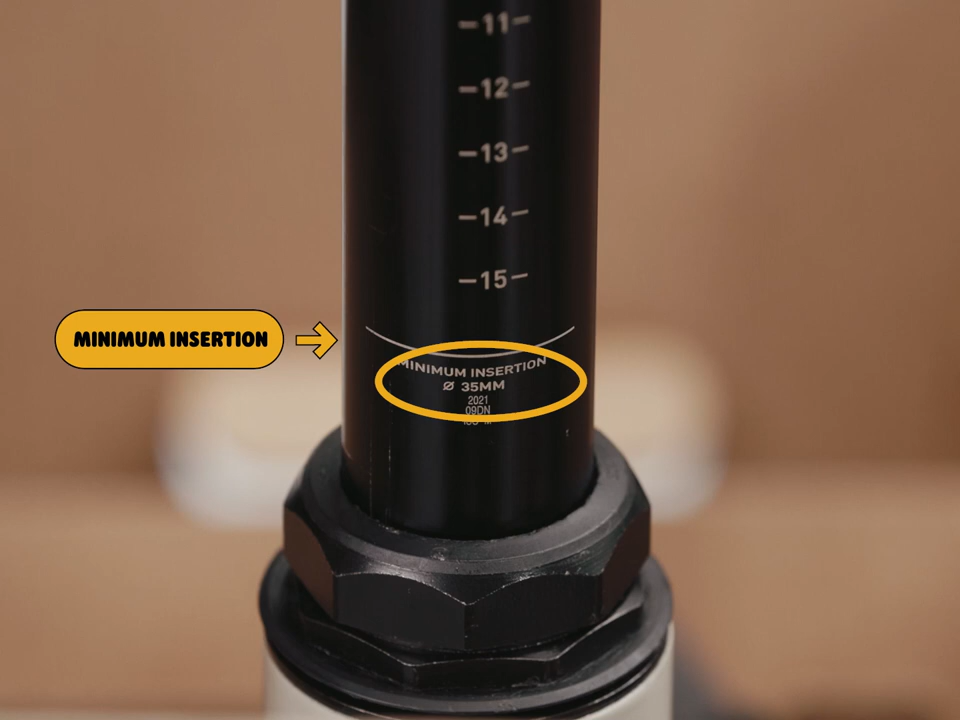 -11-
-12-
-13-
-14-
-15-
MINIMUM INSERTION
MINIMUM INSERTION
Ø 35MM
2021
09DN